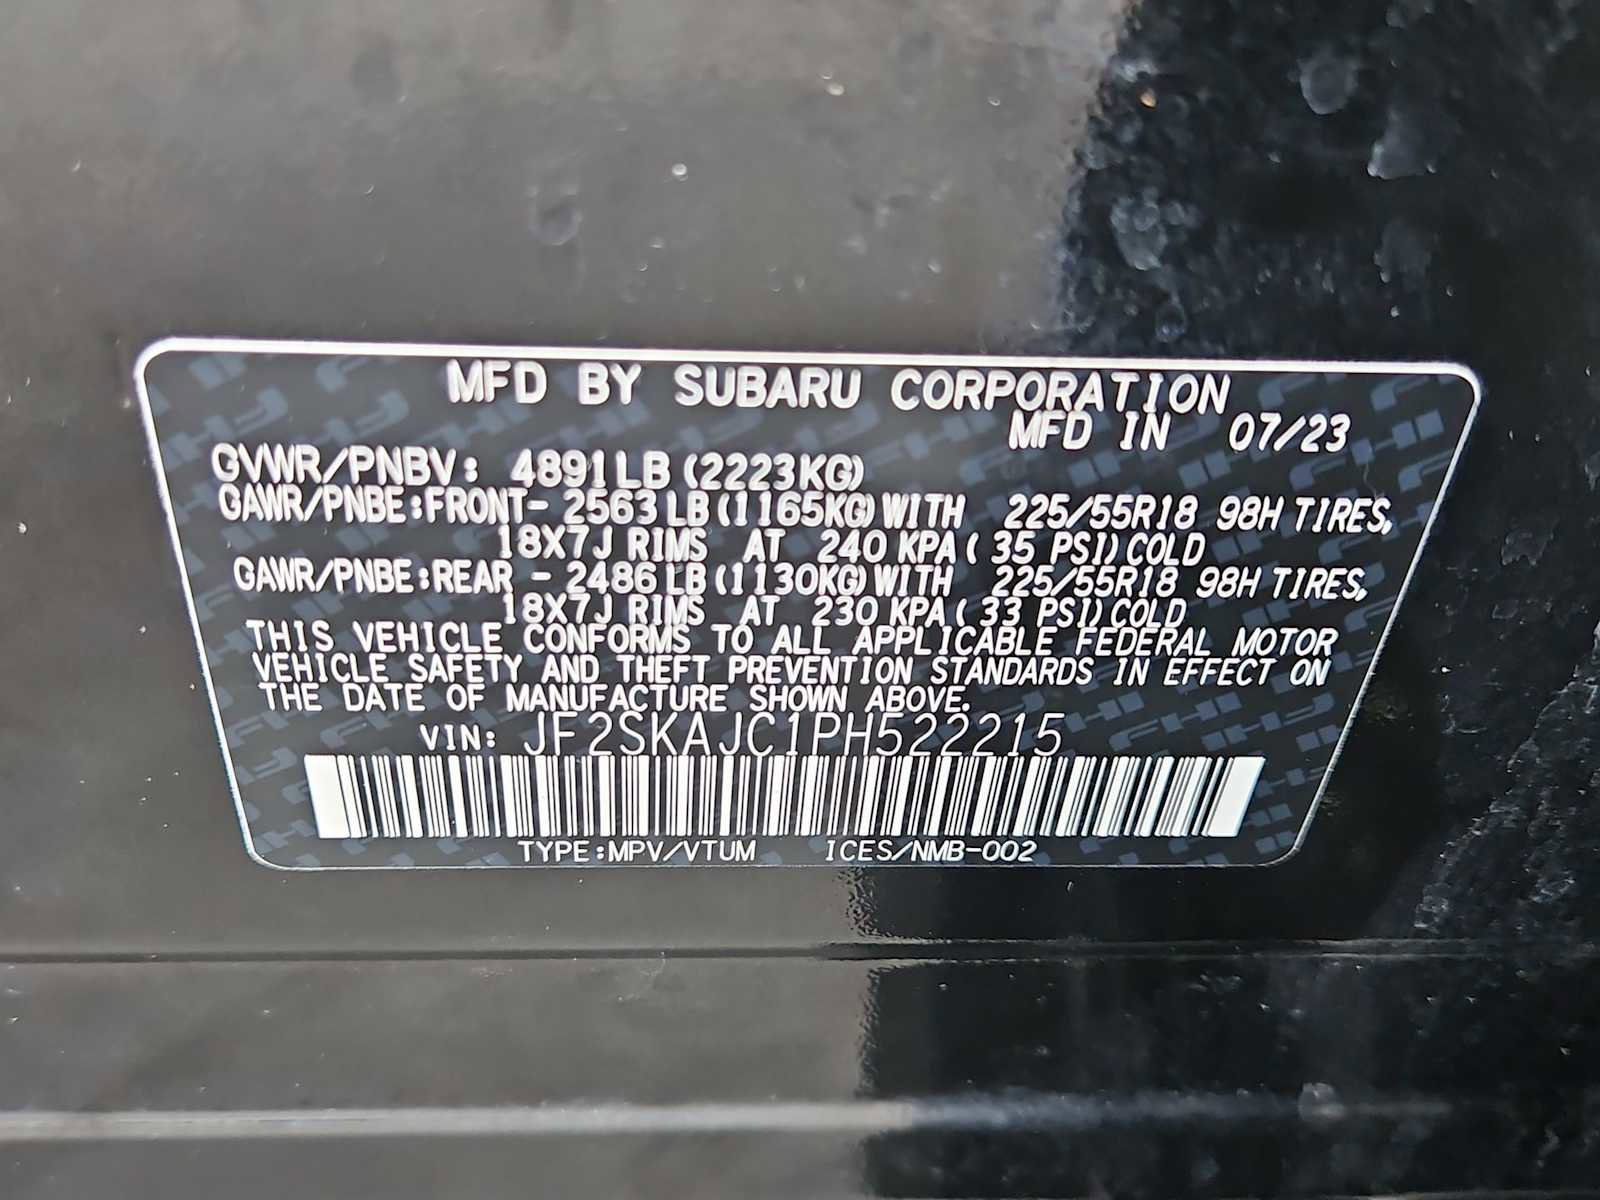 MFD BY SUBARU CORPORATION
MFD IN 07/23
GVWR/PNBV: 4891LB(2223KG)
GAWR/PNBE:FRONT- 2563LB(1165KG)WITH 225/55R18 98H TIRES,
18X7J RIMS AT 240 KPA( 35 PSI)COLD
GAWR/PNBE:REAR - 2486LB(1130KG)WITH 225/55R18 98H TIRES,
18X7J RIMS AT 230 KPA( 33 PSI)COLD
THIS VEHICLE CONFORMS TO ALL APPLICABLE FEDERAL MOTOR
VEHICLE SAFETY AND THEFT PREVENTION STANDARDS IN EFFECT ON
THE DATE OF MANUFACTURE SHOWN ABOVE.
VIN: JF2SKAJC1PH522215
TYPE:MPV/VTUM ICES/NMB-002